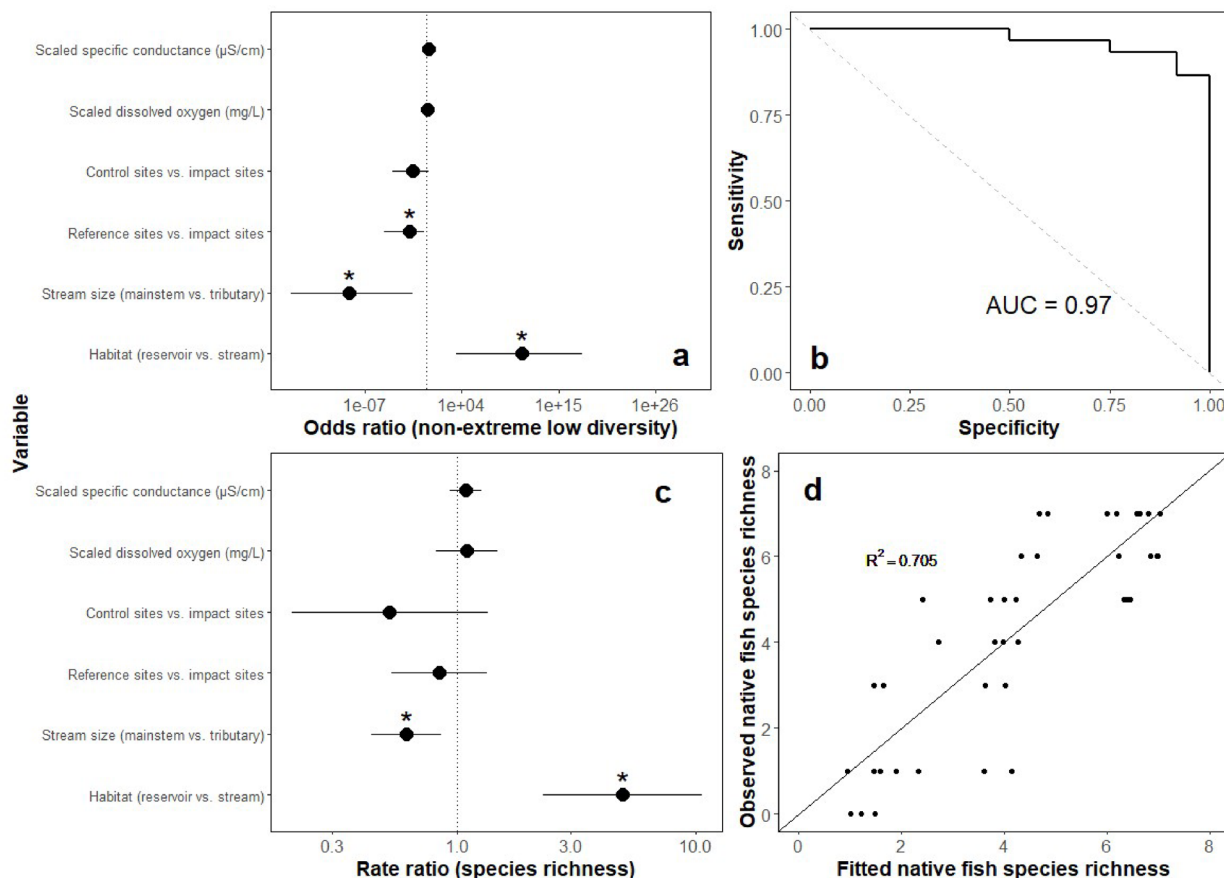 Variable
Scaled specific conductance (µS/cm)
Scaled dissolved oxygen (mg/L)
Control sites vs. impact sites
Reference sites vs. impact sites
Stream size (mainstem vs. tributary)
Habitat (reservoir vs. stream)
*
*
*
a
1e-07 1e+04 1e+15 1e+26
Odds ratio (non-extreme low diversity)
Sensitivity
1.00
0.75
0.50
0.25
0.00
AUC = 0.97
b
0.00 0.25 0.50 0.75 1.00
Specificity
Scaled specific conductance (µS/cm)
Scaled dissolved oxygen (mg/L)
Control sites vs. impact sites
Reference sites vs. impact sites
Stream size (mainstem vs. tributary)
Habitat (reservoir vs. stream)
c
*
*
0.3 1.0 3.0 10.0
Rate ratio (species richness)
Observed native fish species richness
8
6
4
2
0
d
R² = 0.705
0 2 4 6 8
Fitted native fish species richness